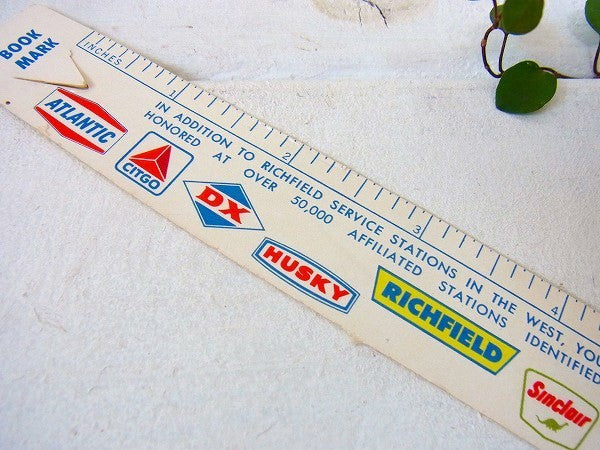 BOOK
MARK
INCHES
1
2
3
4
IN ADDITION TO RICHFIELD SERVICE STATIONS IN THE WEST, YOU
HONORED AT OVER 50,000 AFFILIATED STATIONS IDENTIFIED
ATLANTIC
CITGO
DX
HUSKY
RICHFIELD
Sinclair